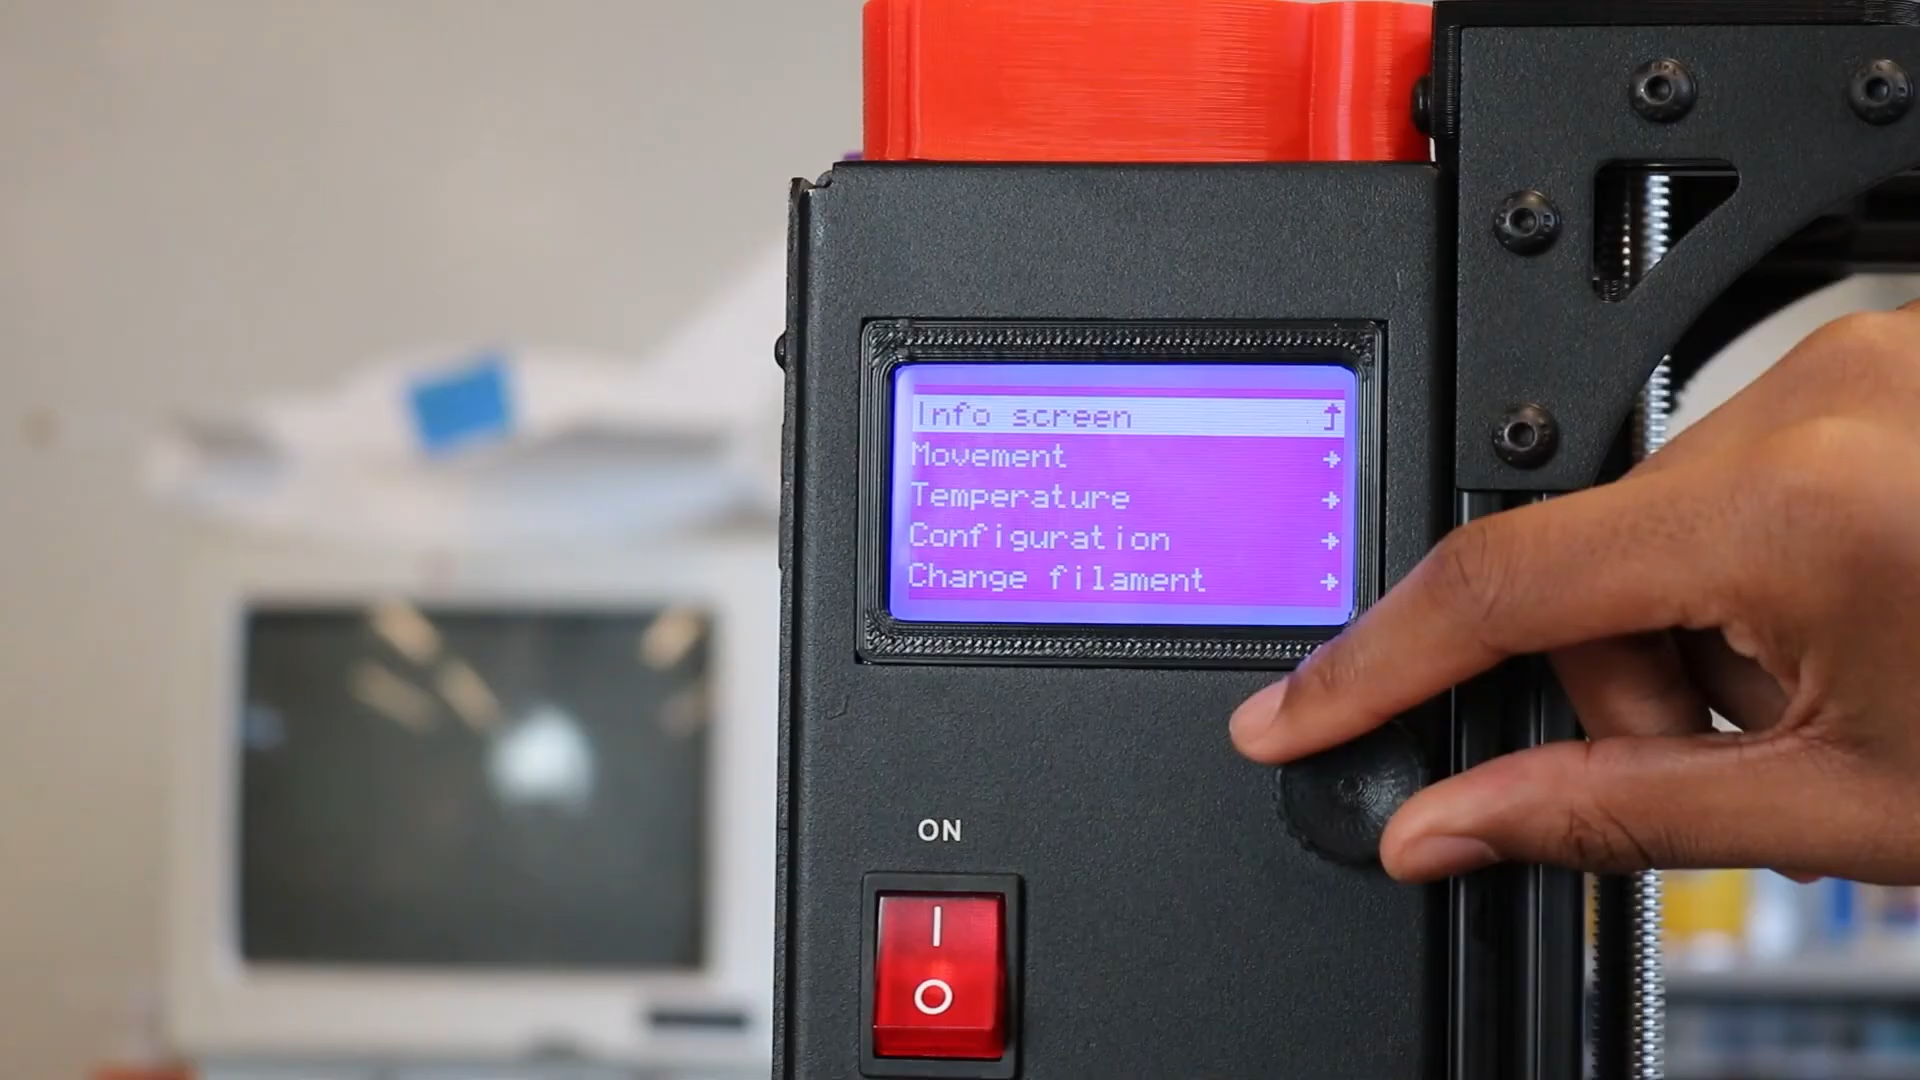 Info screen
Movement
Temperature
Configuration
Change filament
ON